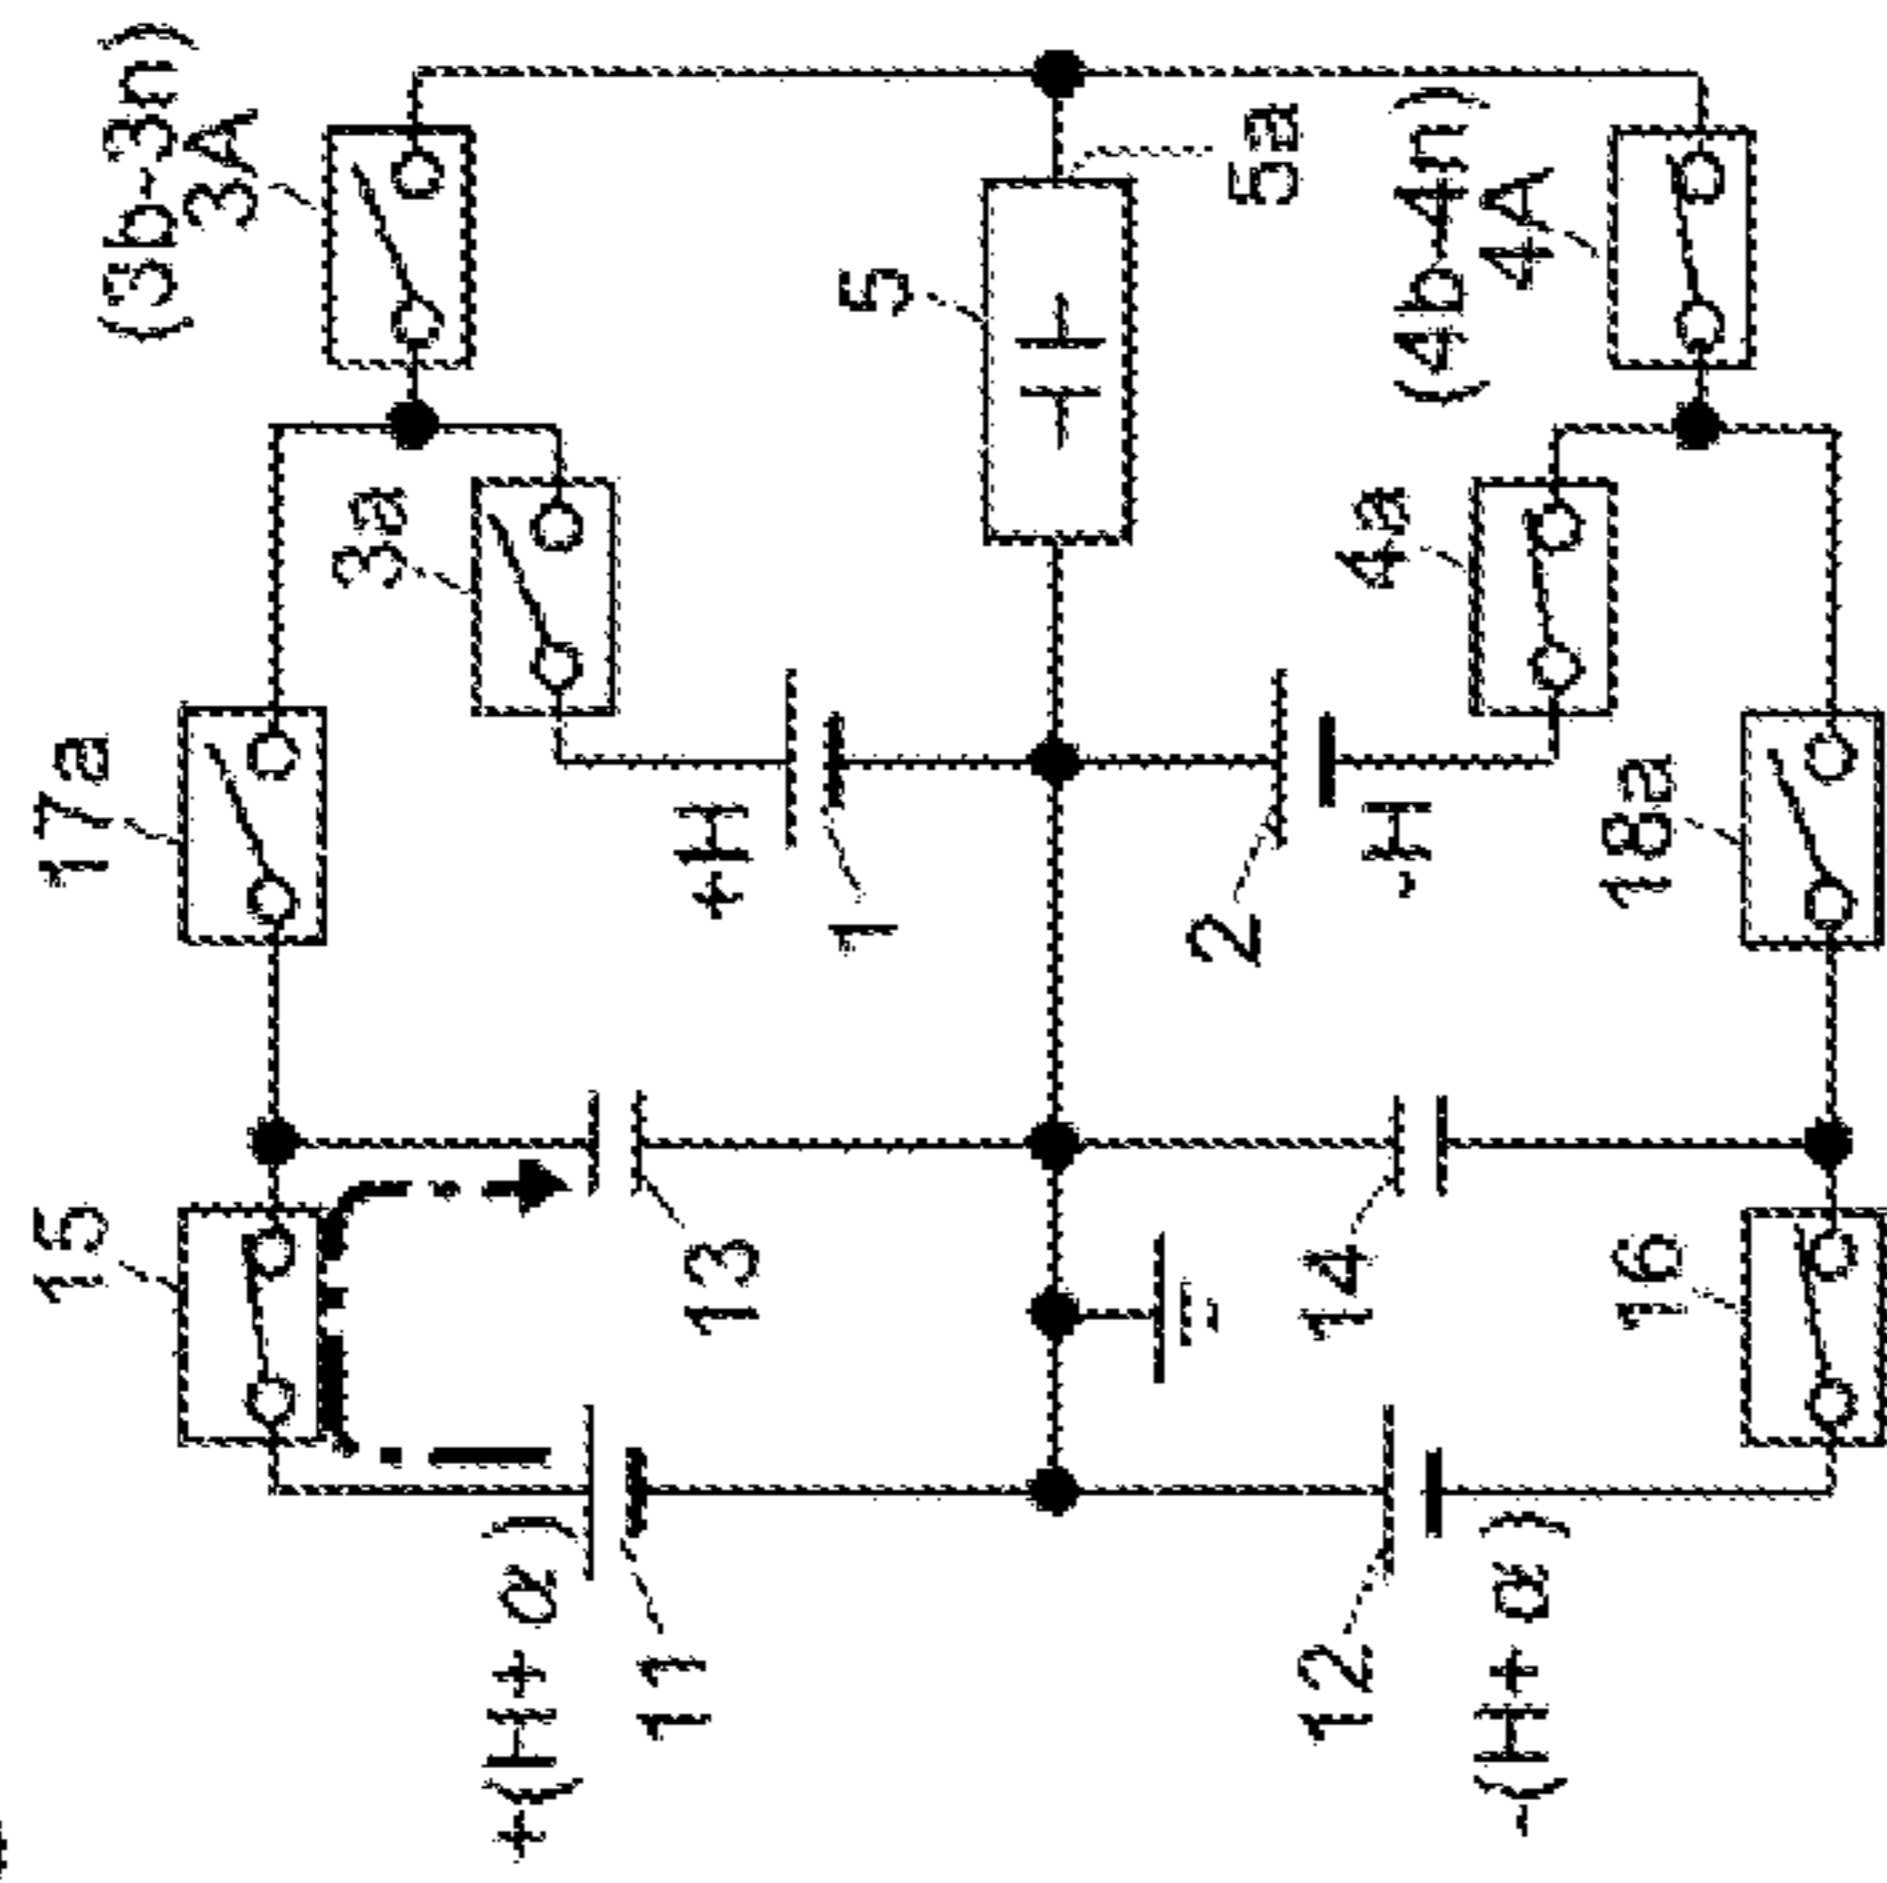 (3b-3n)
3A
3a
17a
15
+H
1
5
5a
13
+(H+α)
11
2
-H
14
12
-(H+α)
4a
(4b-4n)
4A
18a
16